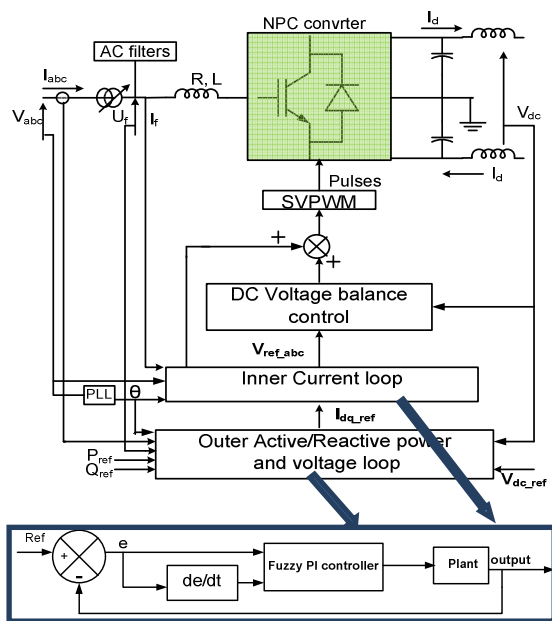 NPC convrter
I_d
AC filters
I_abc
R, L
V_abc
U_f
I_f
V_dc
Pulses
I_d
SVPWM
+
+
DC Voltage balance
control
V_ref_abc
Inner Current loop
PLL
θ
I_dq_ref
Outer Active/Reactive power
and voltage loop
P_ref
Q_ref
V_dc_ref
Ref
+
-
e
de/dt
Fuzzy PI controller
Plant
output